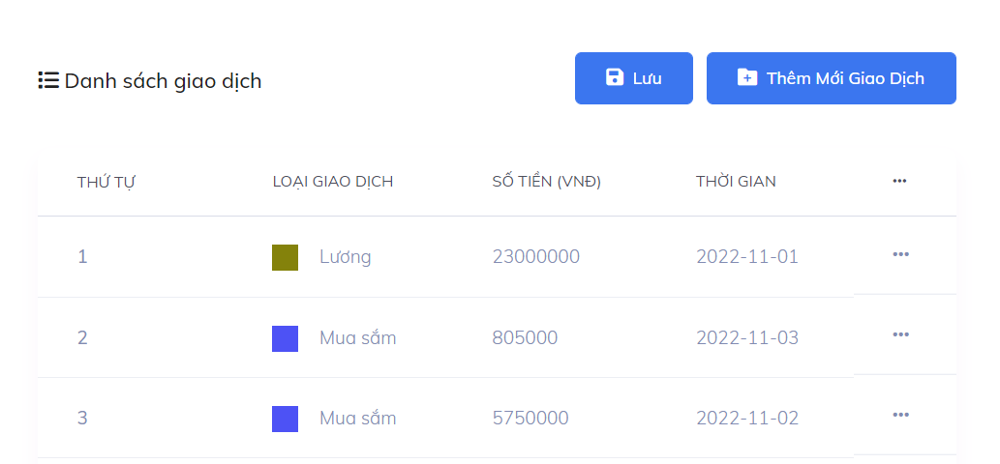 Danh sách giao dịch
Lưu
Thêm Mới Giao Dịch
THỨ TỰ LOẠI GIAO DỊCH SỐ TIỀN (VNĐ) THỜI GIAN •••
1 Lương 23000000 2022-11-01 •••
2 Mua sắm 805000 2022-11-03 •••
3 Mua sắm 5750000 2022-11-02 •••